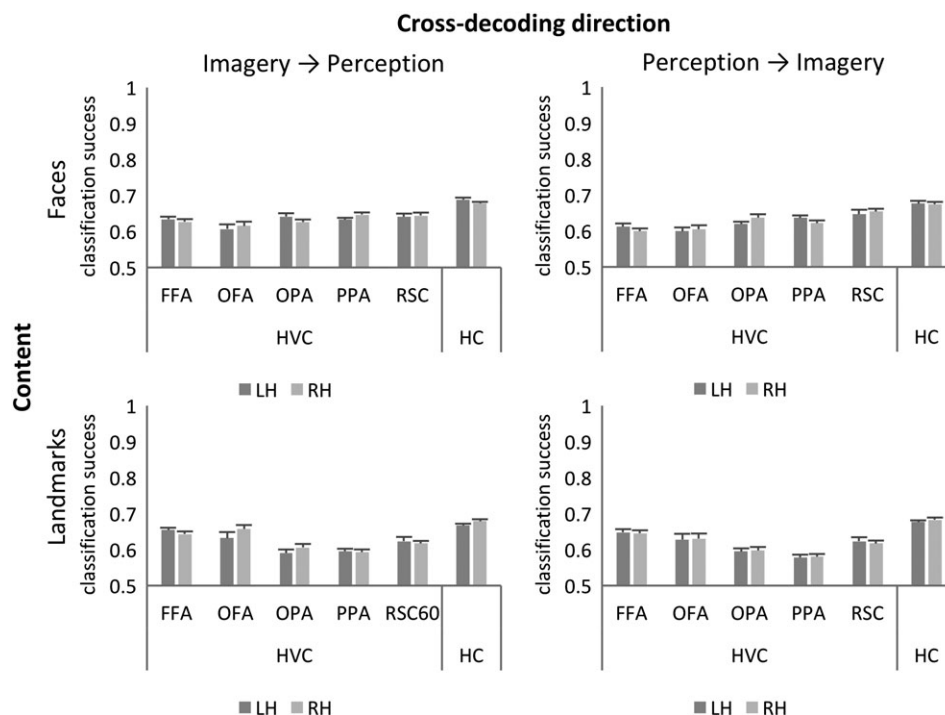 Cross-decoding direction
Imagery → Perception
Perception → Imagery
Content
Faces
classification success
1
0.9
0.8
0.7
0.6
0.5
FFA OFA OPA PPA RSC
HVC HC
LH RH
classification success
1
0.9
0.8
0.7
0.6
0.5
FFA OFA OPA PPA RSC
HVC HC
LH RH
Landmarks
classification success
1
0.9
0.8
0.7
0.6
0.5
FFA OFA OPA PPA RSC60
HVC HC
LH RH
classification success
1
0.9
0.8
0.7
0.6
0.5
FFA OFA OPA PPA RSC
HVC HC
LH RH